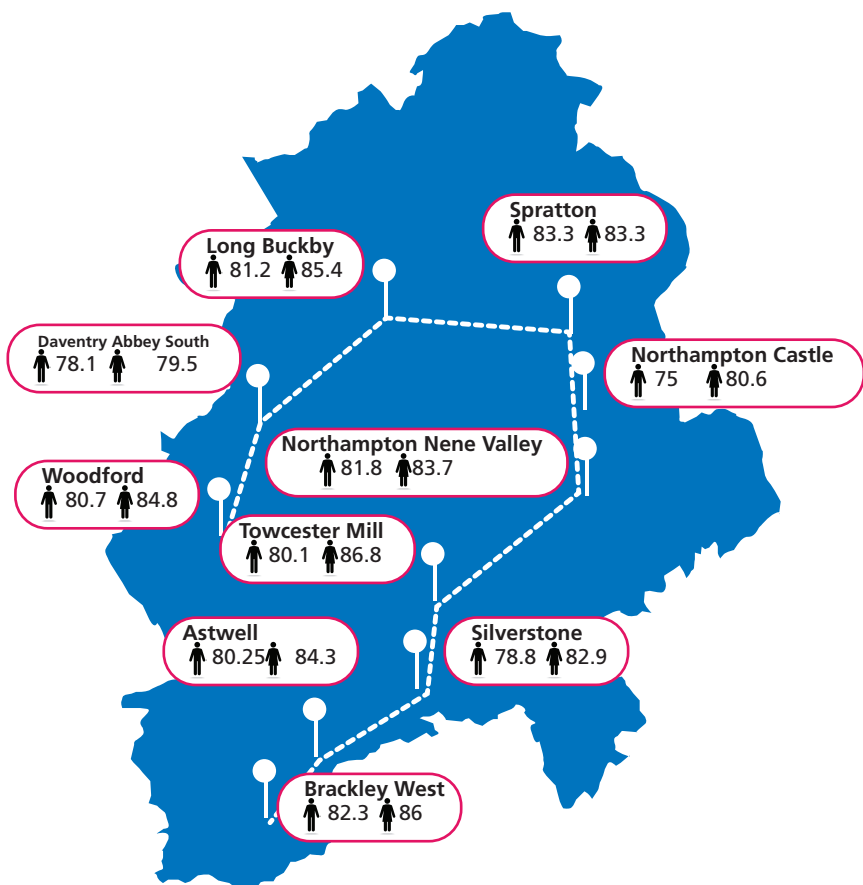 Spratton
83.3 83.3
Long Buckby
81.2 85.4
Daventry Abbey South
78.1 79.5
Northampton Castle
75 80.6
Northampton Nene Valley
81.8 83.7
Woodford
80.7 84.8
Towcester Mill
80.1 86.8
Astwell
80.25 84.3
Silverstone
78.8 82.9
Brackley West
82.3 86